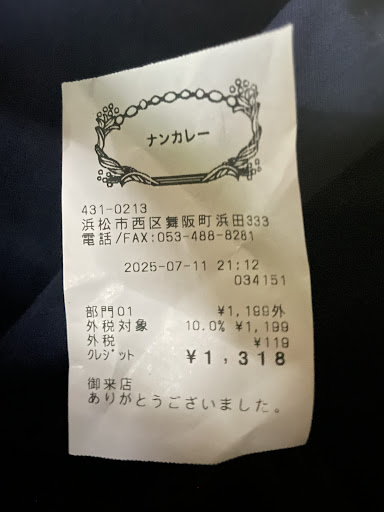 ナンカレー
431-0213
浜松市西区舞阪町浜田333
電話/FAX:053-488-8281
2025-07-11 21:12
034151
部門01 ¥1,199外
外税対象 10.0% ¥1,199
外税 ¥119
クレジット ¥1,318
御来店
ありがとうございました。